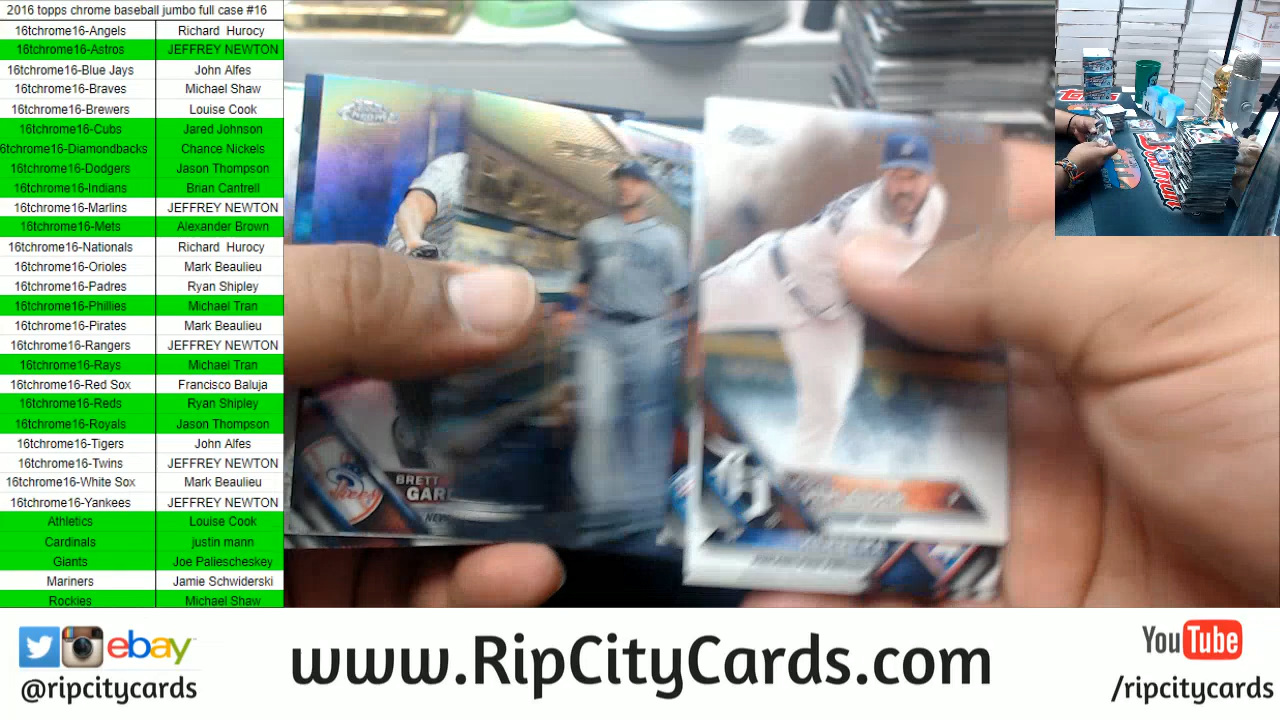 2016 topps chrome baseball jumbo full case #16
16tchrome16-Angels Richard Hurocy
16tchrome16-Astros JEFFREY NEWTON
16tchrome16-Blue Jays John Alfes
16tchrome16-Braves Michael Shaw
16tchrome16-Brewers Louise Cook
16tchrome16-Cubs Jared Johnson
6tchrome16-Diamondbacks Chance Nickels
16tchrome16-Dodgers Jason Thompson
16tchrome16-Indians Brian Cantrell
16tchrome16-Marlins JEFFREY NEWTON
16tchrome16-Mets Alexander Brown
16tchrome16-Nationals Richard Hurocy
16tchrome16-Orioles Mark Beaulieu
16tchrome16-Padres Ryan Shipley
16tchrome16-Phillies Michael Tran
16tchrome16-Pirates Mark Beaulieu
16tchrome16-Rangers JEFFREY NEWTON
16tchrome16-Rays Michael Tran
16tchrome16-Red Sox Francisco Baluja
16tchrome16-Reds Ryan Shipley
16tchrome16-Royals Jason Thompson
16tchrome16-Tigers John Alfes
16tchrome16-Twins JEFFREY NEWTON
16tchrome16-White Sox Mark Beaulieu
16tchrome16-Yankees JEFFREY NEWTON
Athletics Louise Cook
Cardinals justin mann
Giants Joe Paliescheskey
Mariners Jamie Schwiderski
Rockies Michael Shaw
BRETT
GAR
NEW
Topps
Bowman
ebay
@ripcitycards
www.RipCityCards.com
YouTube
/ripcitycards